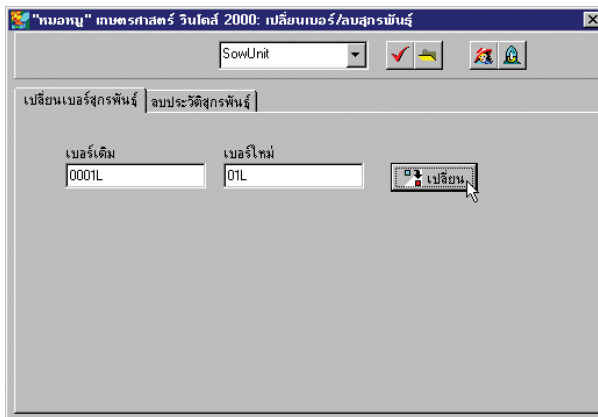 "หมอหมู" เกษตรศาสตร์ วินโดส์ 2000: เปลี่ยนเบอร์/ลบสุกรพันธุ์
SowUnit
เปลี่ยนเบอร์สุกรพันธุ์ ลบประวัติสุกรพันธุ์
เบอร์เดิม เบอร์ใหม่
0001L 01L เปลี่ยน